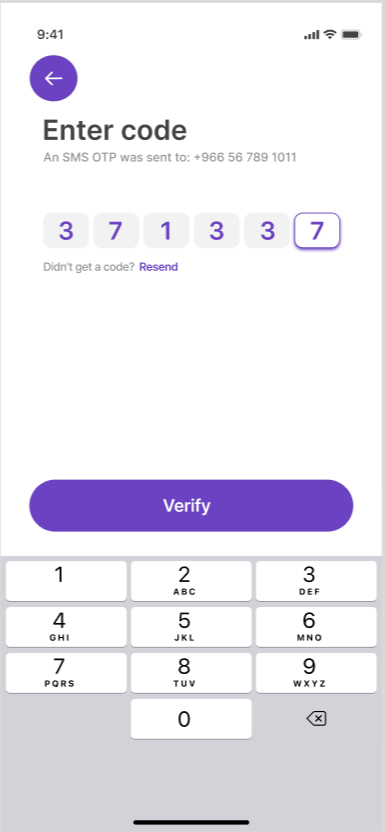 9:41
Enter code
An SMS OTP was sent to: +966 56 789 1011
3 7 1 3 3 7
Didn't get a code? Resend
Verify
1 2 3
ABC DEF
4 5 6
GHI JKL MNO
7 8 9
PQRS TUV WXYZ
0